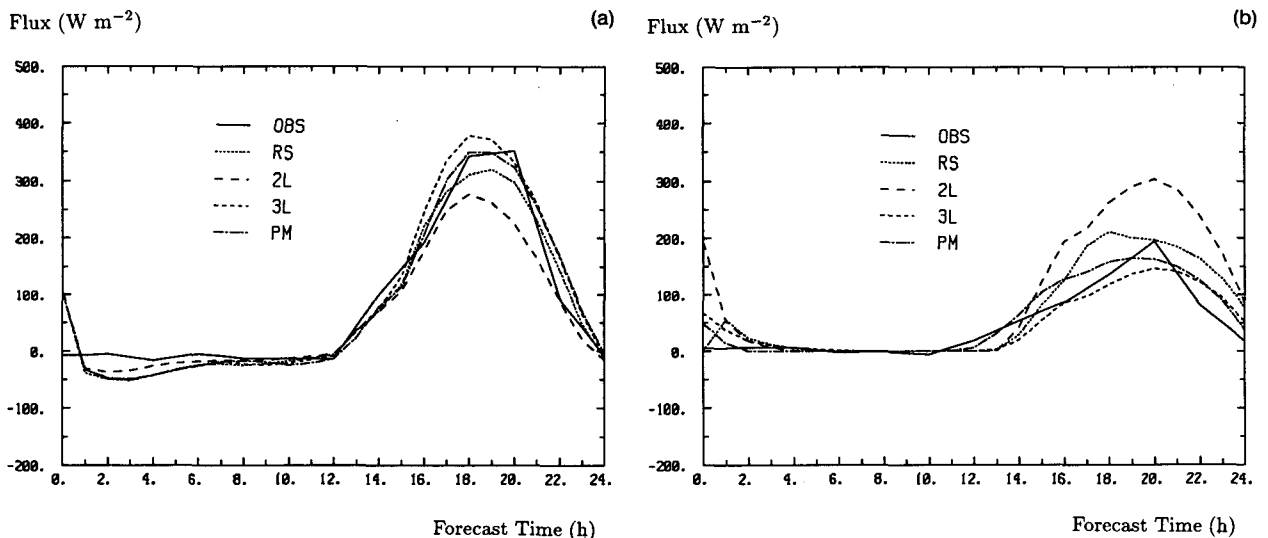 Flux (W m⁻²)
(a)
500.
400.
300.
200.
100.
0.
-100.
-200.
OBS
RS
2L
3L
PM
0. 2. 4. 6. 8. 10. 12. 14. 16. 18. 20. 22. 24.
Forecast Time (h)
Flux (W m⁻²)
(b)
500.
400.
300.
200.
100.
0.
-100.
-200.
OBS
RS
2L
3L
PM
0. 2. 4. 6. 8. 10. 12. 14. 16. 18. 20. 22. 24.
Forecast Time (h)